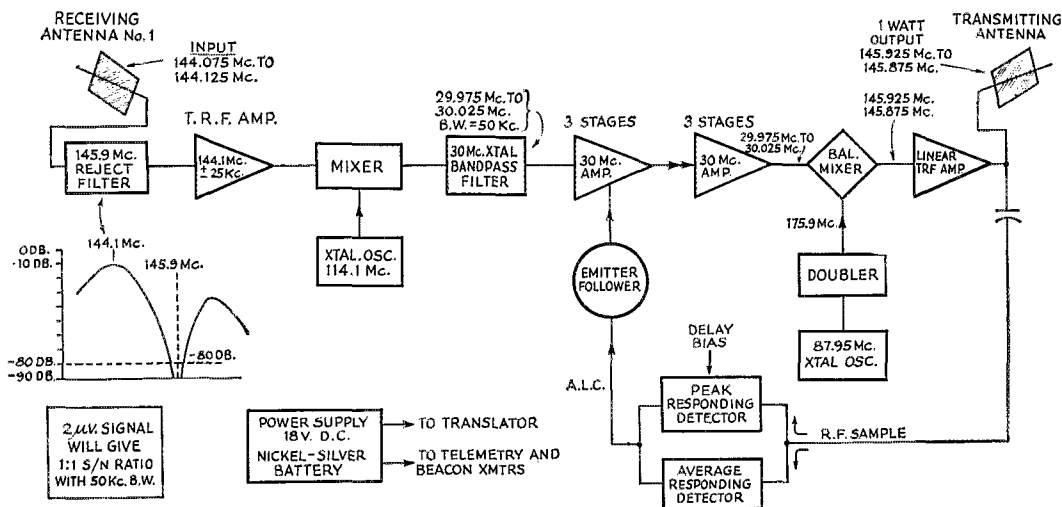 RECEIVING
ANTENNA No.1
INPUT
144.075 Mc. TO
144.125 Mc.
145.9 Mc.
REJECT
FILTER
T.R.F. AMP.
144.1 Mc.
± 25 Kc.
MIXER
XTAL. OSC.
114.1 Mc.
29.975 Mc. TO
30.025 Mc.
B.W. = 50 Kc.
30 Mc. XTAL
BANDPASS
FILTER
3 STAGES
30 Mc.
AMP.
3 STAGES
30 Mc.
AMP.
29.975 Mc. TO
30.025 Mc.
BAL.
MIXER
175.9 Mc.
DOUBLER
87.95 Mc.
XTAL OSC.
145.925 Mc.
145.875 Mc.
LINEAR
TRF AMP.
1 WATT
OUTPUT
145.925 Mc. TO
145.875 Mc.
TRANSMITTING
ANTENNA
EMITTER
FOLLOWER
A.L.C.
DELAY
BIAS
PEAK
RESPONDING
DETECTOR
AVERAGE
RESPONDING
DETECTOR
R.F. SAMPLE
0 DB.
-10 DB.
-80 DB.
-90 DB.
144.1 Mc.
145.9 Mc.
-80 DB.
2 μv. SIGNAL
WILL GIVE
1:1 S/N RATIO
WITH 50 Kc. B.W.
POWER SUPPLY
18 V. D.C.
NICKEL-SILVER
BATTERY
TO TRANSLATOR
TO TELEMETRY AND
BEACON XMTRS